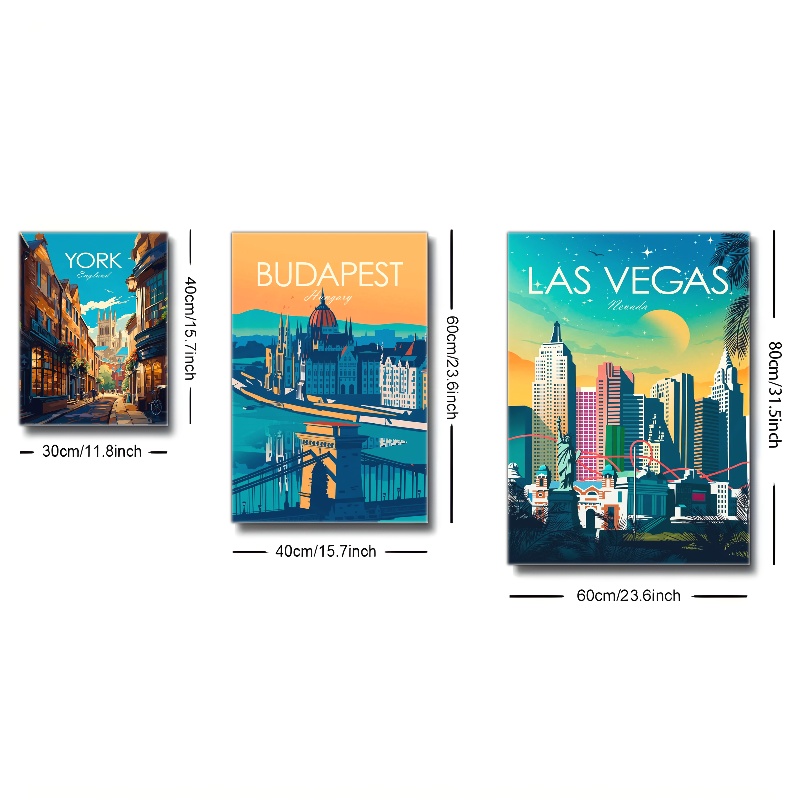 YORK
England
40cm/15.7inch
30cm/11.8inch
BUDAPEST
Hungary
60cm/23.6inch
40cm/15.7inch
LAS VEGAS
Nevada
80cm/31.5inch
60cm/23.6inch